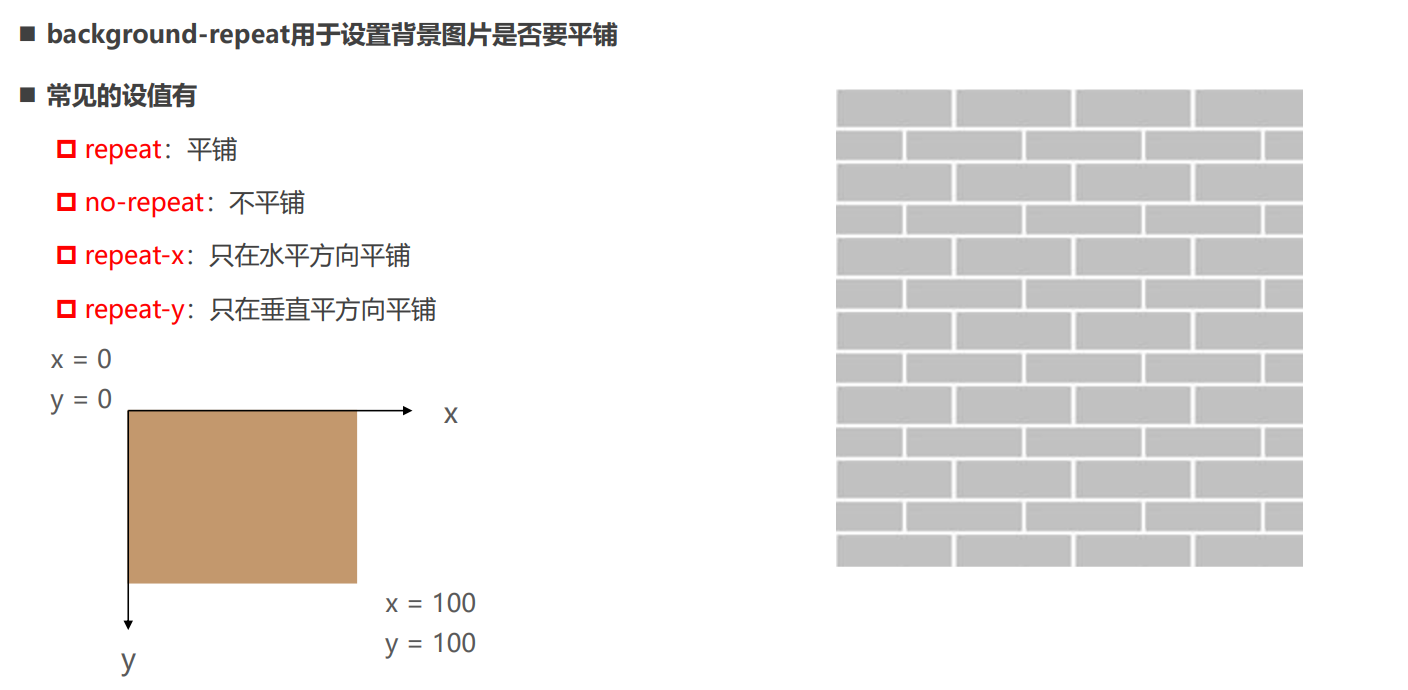 background-repeat用于设置背景图片是否要平铺
常见的设值有
repeat：平铺
no-repeat：不平铺
repeat-x：只在水平方向平铺
repeat-y：只在垂直平方向平铺
x = 0
y = 0
x
x = 100
y = 100
y